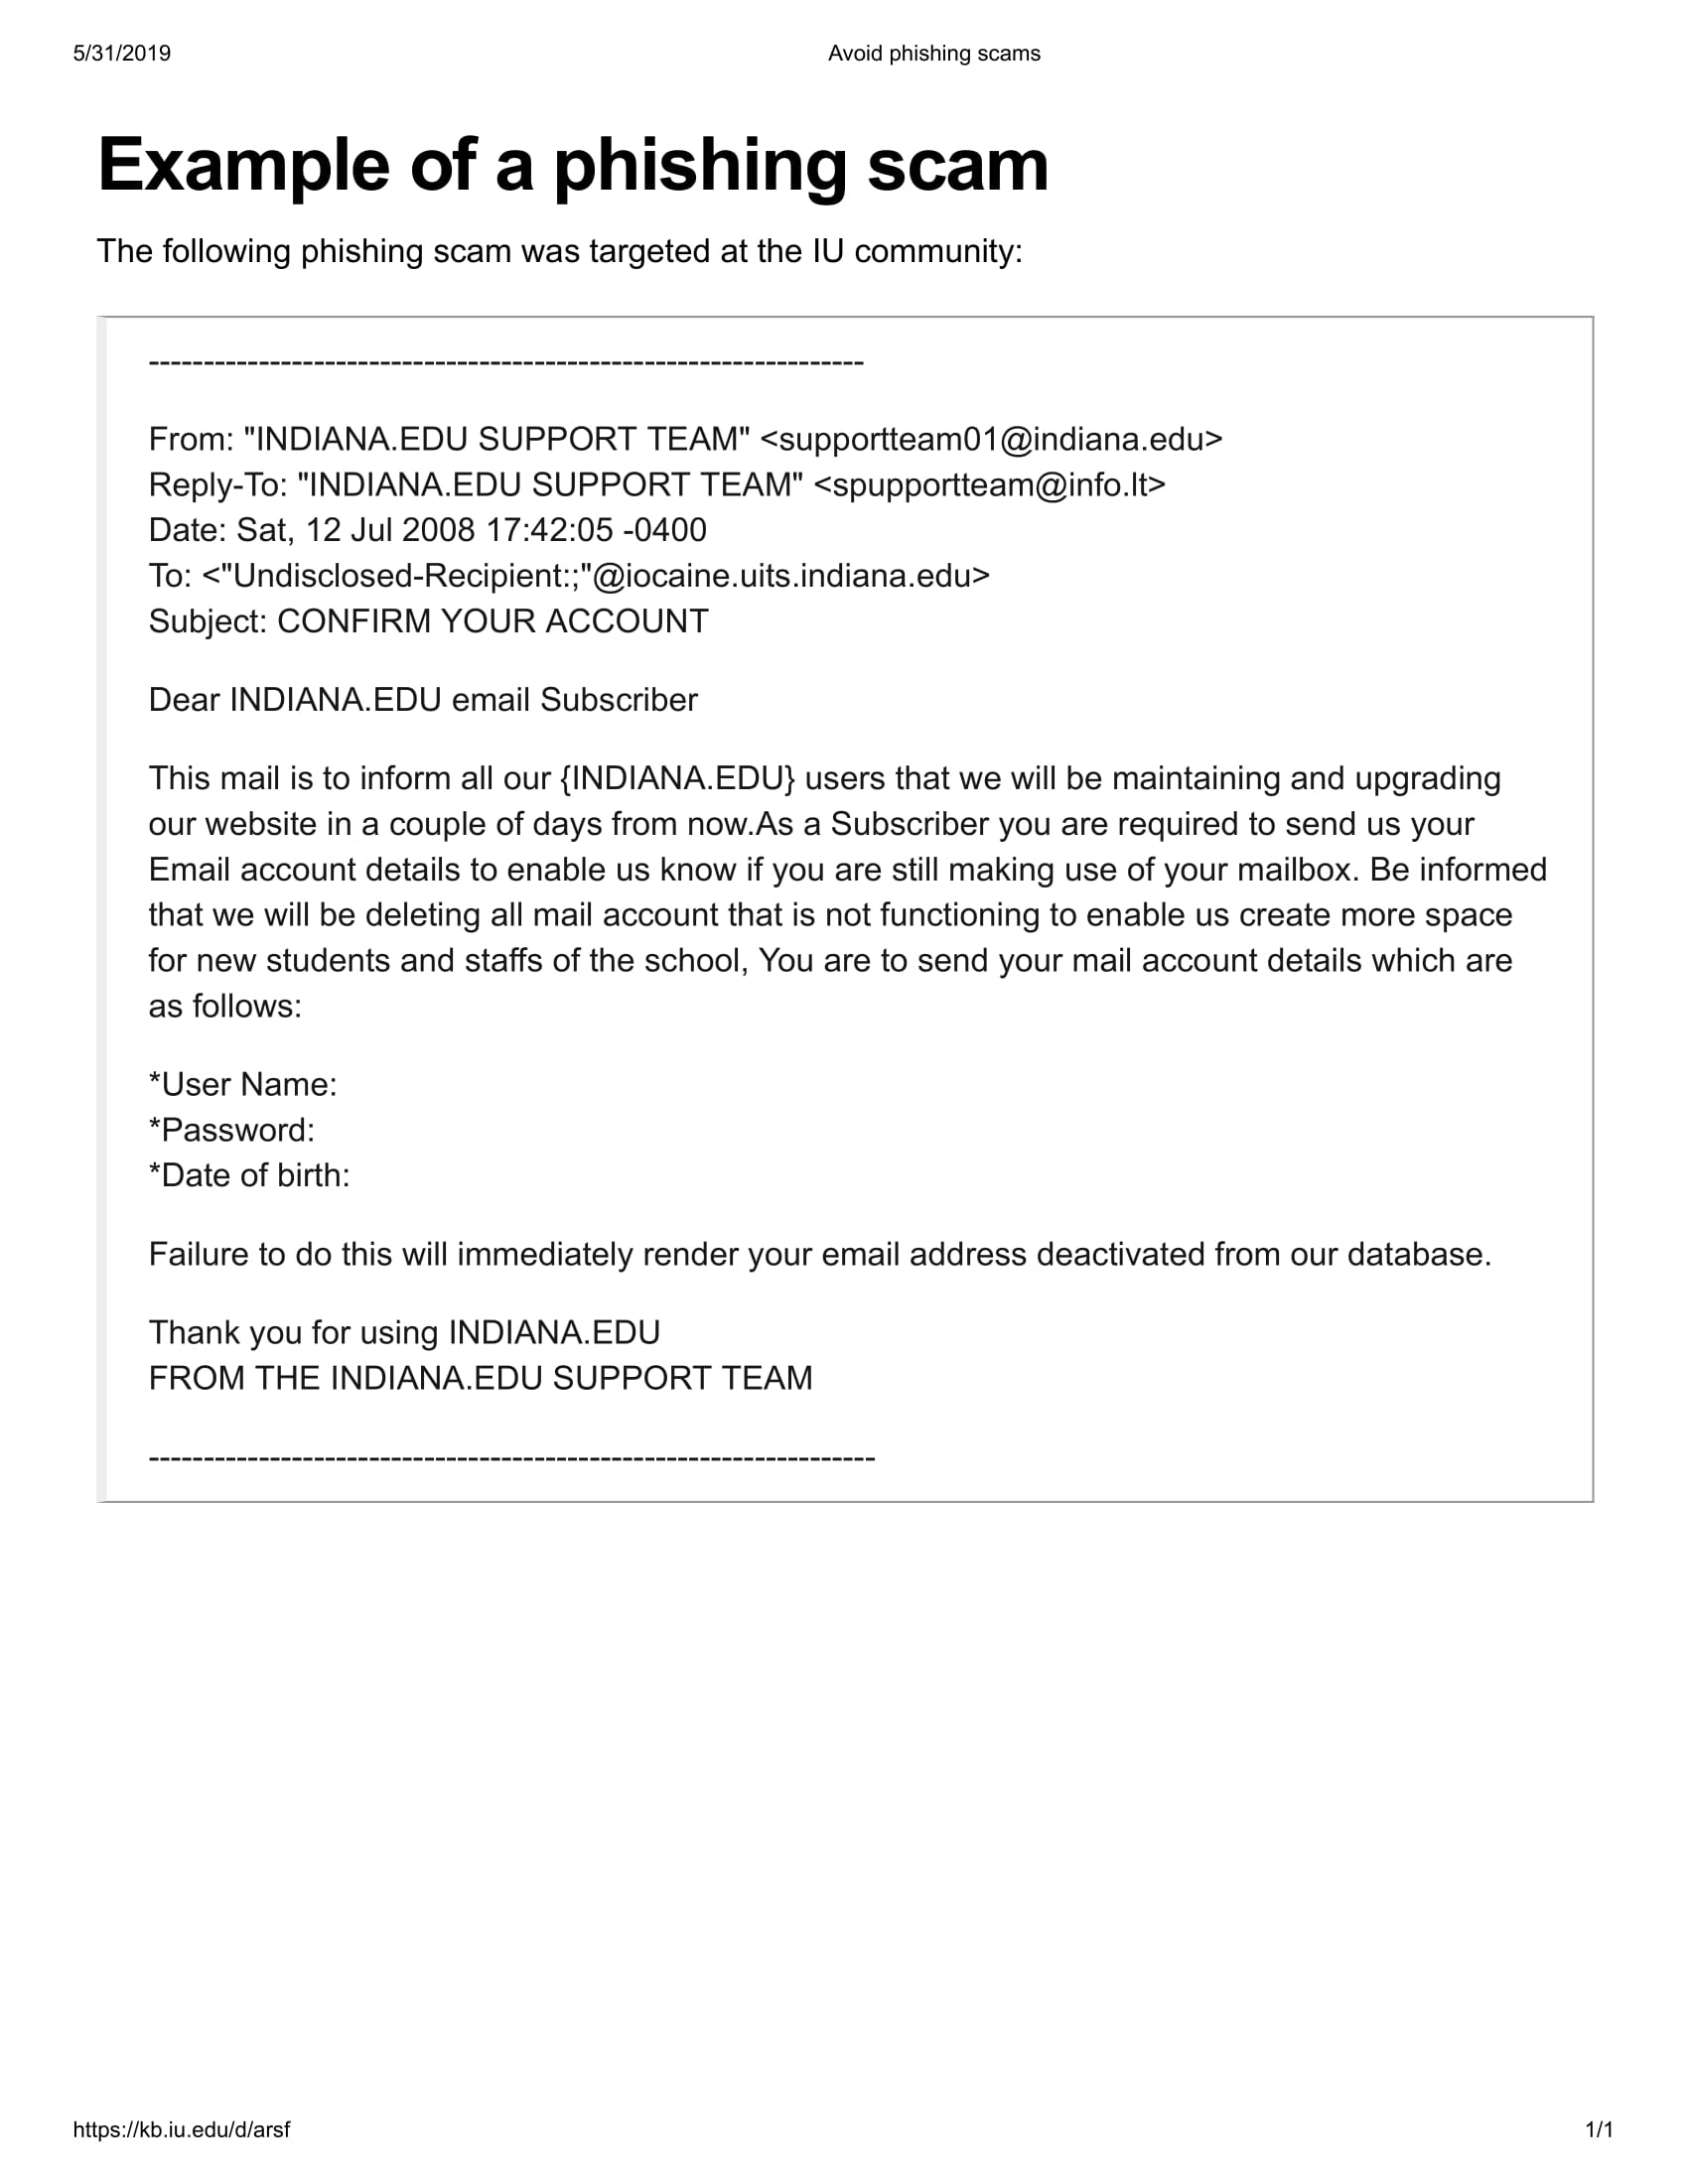 5/31/2019 Avoid phishing scams
Example of a phishing scam
The following phishing scam was targeted at the IU community:
-----------------------------------------------------------------
From: "INDIANA.EDU SUPPORT TEAM" <supportteam01@indiana.edu>
Reply-To: "INDIANA.EDU SUPPORT TEAM" <spupportteam@info.lt>
Date: Sat, 12 Jul 2008 17:42:05 -0400
To: <"Undisclosed-Recipient:;"@iocaine.uits.indiana.edu>
Subject: CONFIRM YOUR ACCOUNT
Dear INDIANA.EDU email Subscriber
This mail is to inform all our {INDIANA.EDU} users that we will be maintaining and upgrading
our website in a couple of days from now.As a Subscriber you are required to send us your
Email account details to enable us know if you are still making use of your mailbox. Be informed
that we will be deleting all mail account that is not functioning to enable us create more space
for new students and staffs of the school, You are to send your mail account details which are
as follows:
*User Name:
*Password:
*Date of birth:
Failure to do this will immediately render your email address deactivated from our database.
Thank you for using INDIANA.EDU
FROM THE INDIANA.EDU SUPPORT TEAM
------------------------------------------------------------------
https://kb.iu.edu/d/arsf 1/1